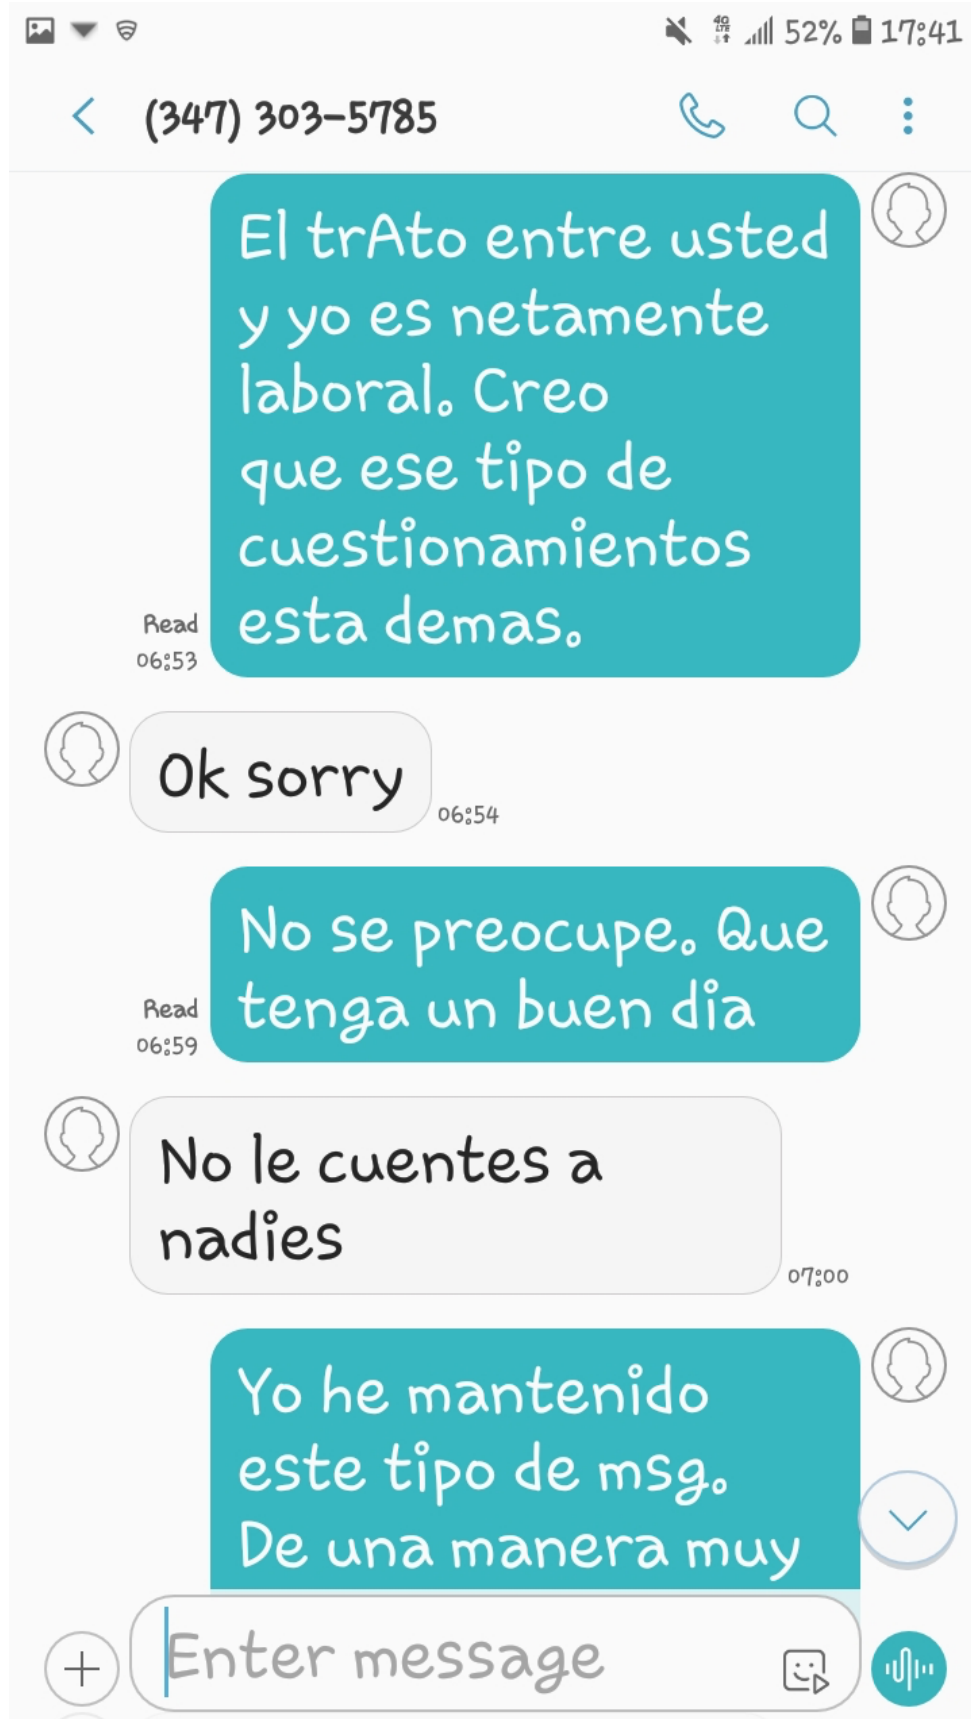 52% 17:41
(347) 303-5785
El trAto entre usted
y yo es netamente
laboral. Creo
que ese tipo de
cuestionamientos
esta demas.
Read
06:53
Ok sorry
06:54
No se preocupe. Que
tenga un buen dia
Read
06:59
No le cuentes a
nadies
07:00
Yo he mantenido
este tipo de msg.
De una manera muy
Enter message